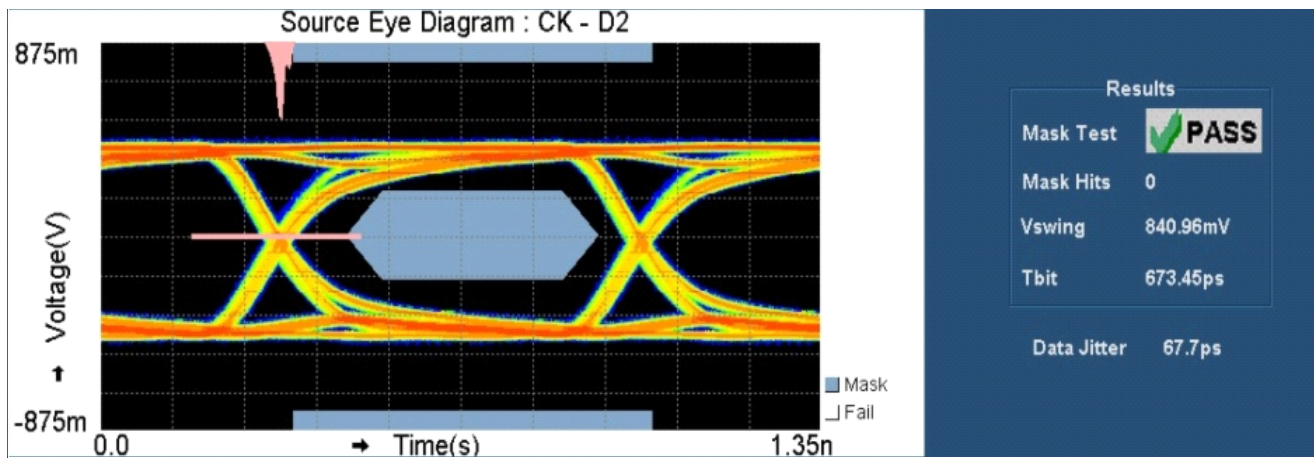 Source Eye Diagram : CK - D2
875m
Voltage(V)
-875m
0.0
Time(s)
1.35n
Mask
Fail
Results
Mask Test PASS
Mask Hits 0
Vswing 840.96mV
Tbit 673.45ps
Data Jitter 67.7ps